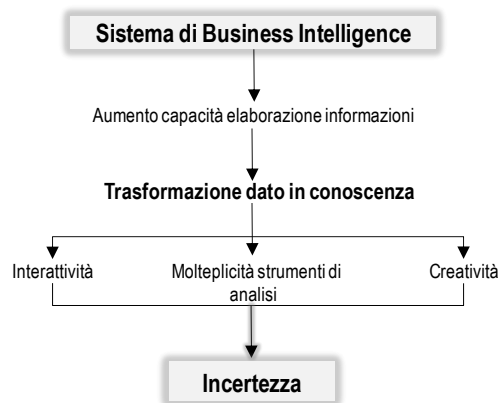 Sistema di Business Intelligence
Aumento capacità elaborazione informazioni
Trasformazione dato in conoscenza
Interattività
Molteplicità strumenti di
analisi
Creatività
Incertezza